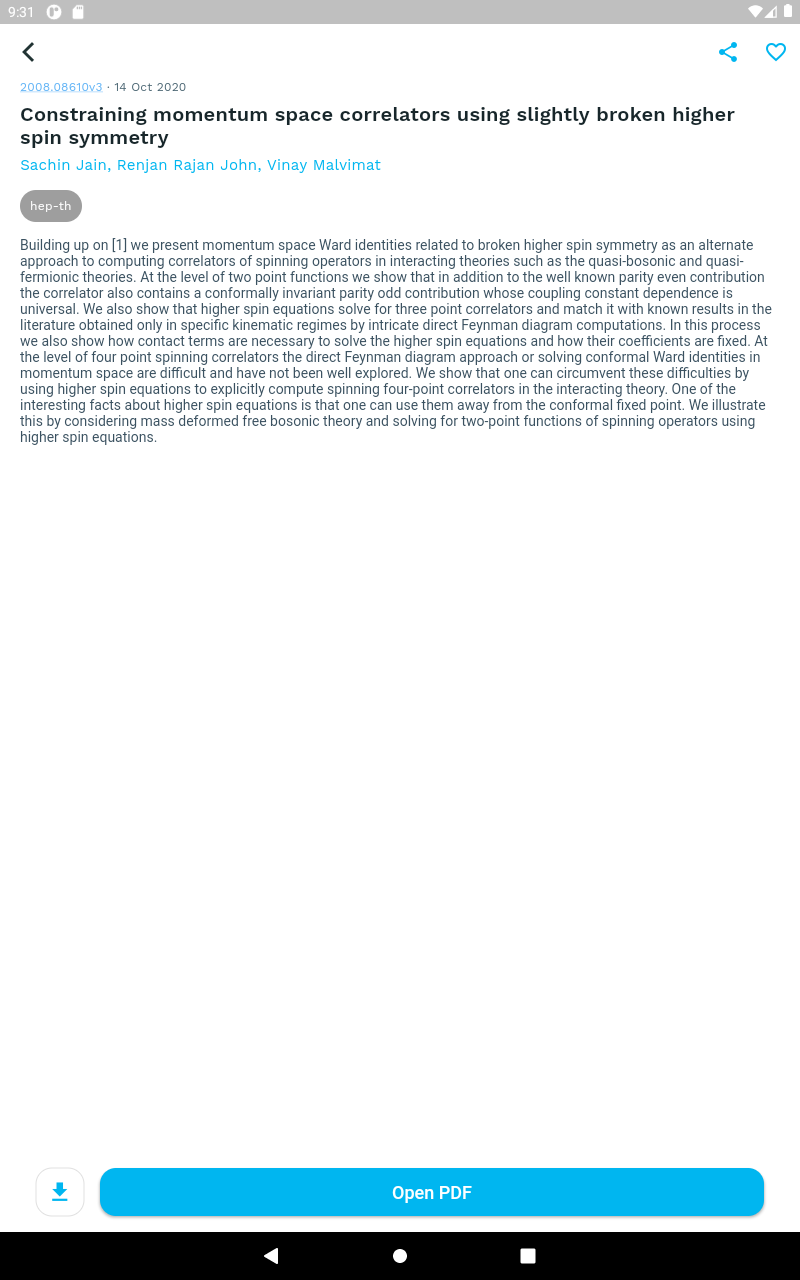 9:31
2008.08610v3 · 14 Oct 2020
Constraining momentum space correlators using slightly broken higher
spin symmetry
Sachin Jain, Renjan Rajan John, Vinay Malvimat
hep-th
Building up on [1] we present momentum space Ward identities related to broken higher spin symmetry as an alternate
approach to computing correlators of spinning operators in interacting theories such as the quasi-bosonic and quasi-
fermionic theories. At the level of two point functions we show that in addition to the well known parity even contribution
the correlator also contains a conformally invariant parity odd contribution whose coupling constant dependence is
universal. We also show that higher spin equations solve for three point correlators and match it with known results in the
literature obtained only in specific kinematic regimes by intricate direct Feynman diagram computations. In this process
we also show how contact terms are necessary to solve the higher spin equations and how their coefficients are fixed. At
the level of four point spinning correlators the direct Feynman diagram approach or solving conformal Ward identities in
momentum space are difficult and have not been well explored. We show that one can circumvent these difficulties by
using higher spin equations to explicitly compute spinning four-point correlators in the interacting theory. One of the
interesting facts about higher spin equations is that one can use them away from the conformal fixed point. We illustrate
this by considering mass deformed free bosonic theory and solving for two-point functions of spinning operators using
higher spin equations.
Open PDF